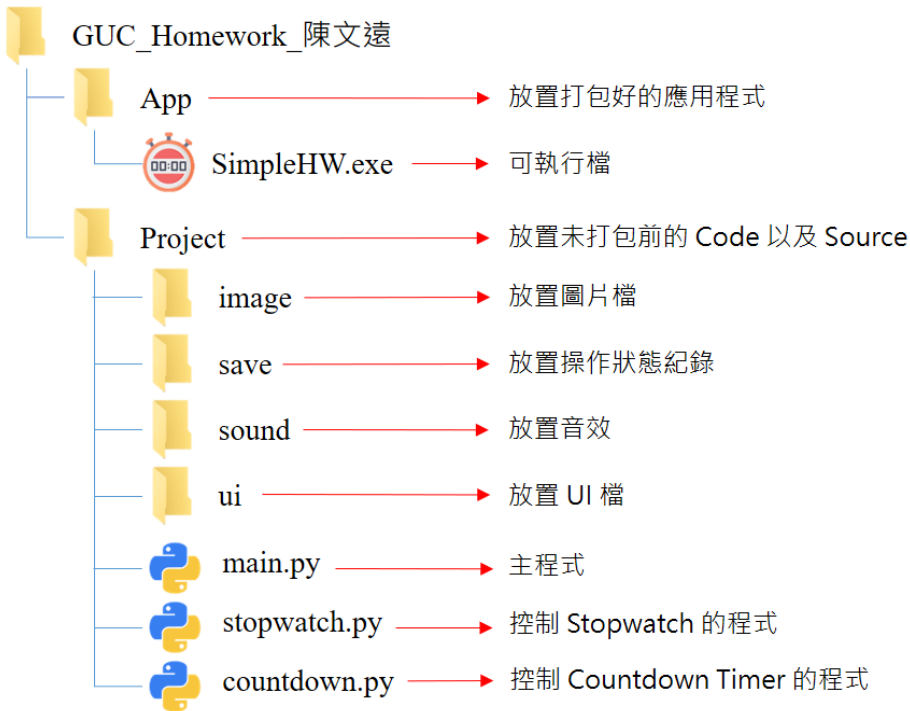 GUC_Homework_陳文遠
App 放置打包好的應用程式
00:00 SimpleHW.exe 可執行檔
Project 放置未打包前的 Code 以及 Source
image 放置圖片檔
save 放置操作狀態紀錄
sound 放置音效
ui 放置 UI 檔
main.py 主程式
stopwatch.py 控制 Stopwatch 的程式
countdown.py 控制 Countdown Timer 的程式